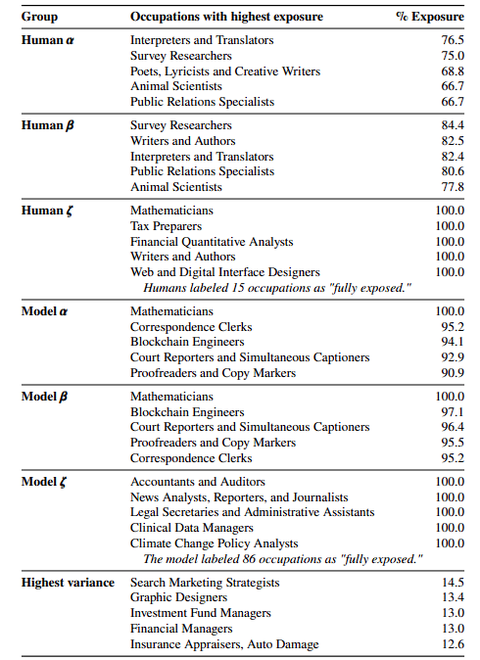 Group Occupations with highest exposure % Exposure
Human α Interpreters and Translators 76.5
Survey Researchers 75.0
Poets, Lyricists and Creative Writers 68.8
Animal Scientists 66.7
Public Relations Specialists 66.7
Human β Survey Researchers 84.4
Writers and Authors 82.5
Interpreters and Translators 82.4
Public Relations Specialists 80.6
Animal Scientists 77.8
Human ζ Mathematicians 100.0
Tax Preparers 100.0
Financial Quantitative Analysts 100.0
Writers and Authors 100.0
Web and Digital Interface Designers 100.0
Humans labeled 15 occupations as "fully exposed."
Model α Mathematicians 100.0
Correspondence Clerks 95.2
Blockchain Engineers 94.1
Court Reporters and Simultaneous Captioners 92.9
Proofreaders and Copy Markers 90.9
Model β Mathematicians 100.0
Blockchain Engineers 97.1
Court Reporters and Simultaneous Captioners 96.4
Proofreaders and Copy Markers 95.5
Correspondence Clerks 95.2
Model ζ Accountants and Auditors 100.0
News Analysts, Reporters, and Journalists 100.0
Legal Secretaries and Administrative Assistants 100.0
Clinical Data Managers 100.0
Climate Change Policy Analysts 100.0
The model labeled 86 occupations as "fully exposed."
Highest variance Search Marketing Strategists 14.5
Graphic Designers 13.4
Investment Fund Managers 13.0
Financial Managers 13.0
Insurance Appraisers, Auto Damage 12.6